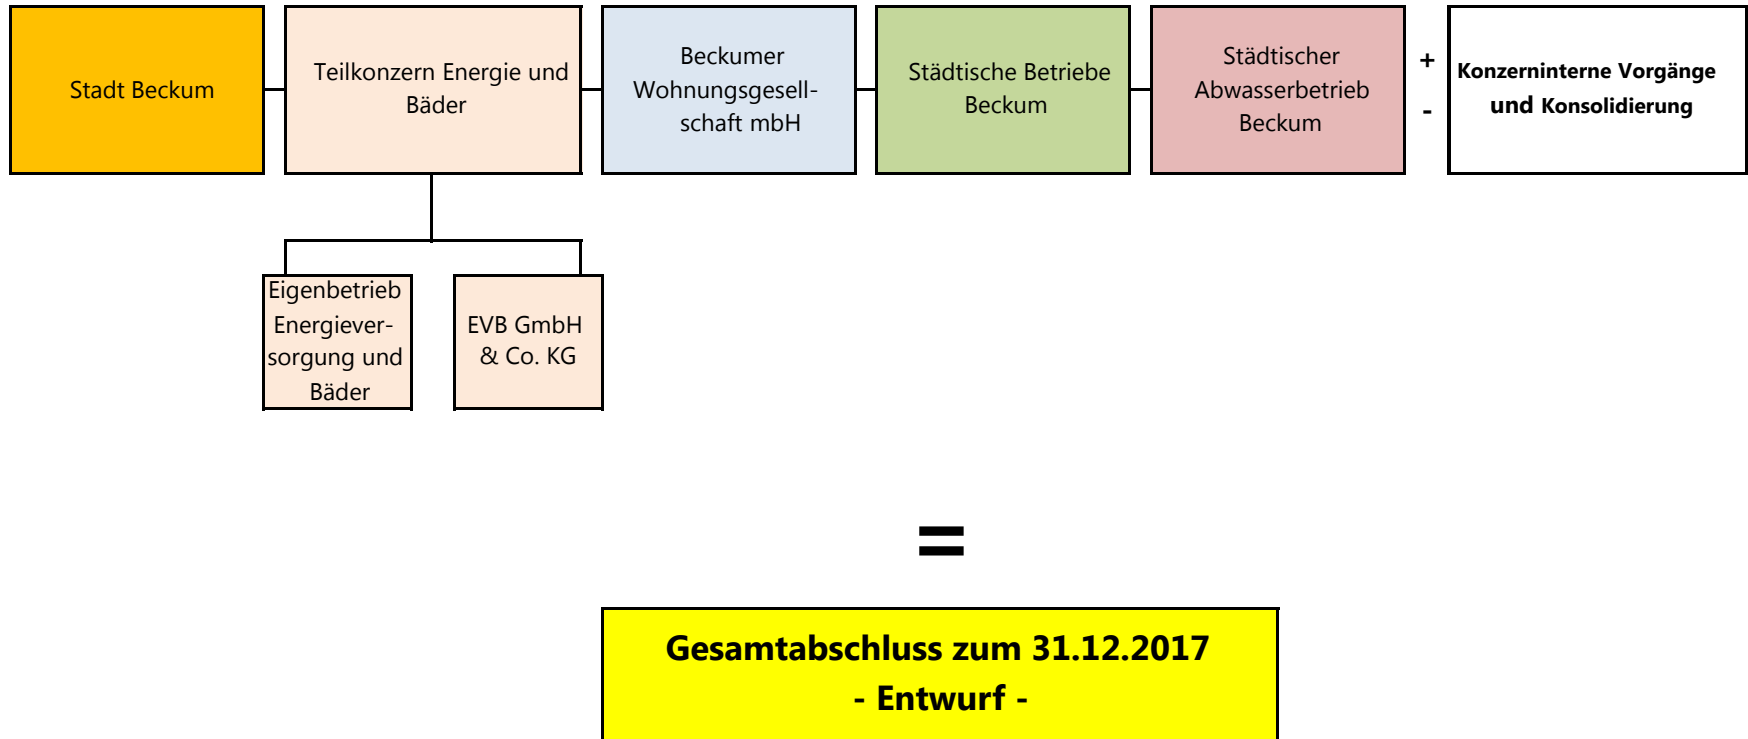 Stadt Beckum
Teilkonzern Energie und
Bäder
Beckumer
Wohnungsgesell-
schaft mbH
Städtische Betriebe
Beckum
Städtischer
Abwasserbetrieb
Beckum
+
-
Konzerninterne Vorgänge
und Konsolidierung
Eigenbetrieb
Energiever-
sorgung und
Bäder
EVB GmbH
& Co. KG
=
Gesamtabschluss zum 31.12.2017
- Entwurf -